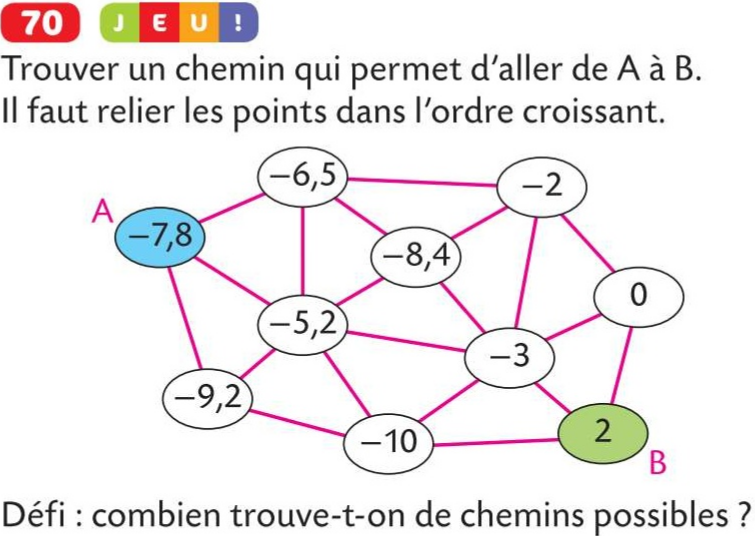 70 JEU!
Trouver un chemin qui permet d’aller de A à B.
Il faut relier les points dans l’ordre croissant.
−6,5
−2
A
−7,8
−8,4
0
−5,2
−3
−9,2
−10
2
B
Défi : combien trouve-t-on de chemins possibles ?